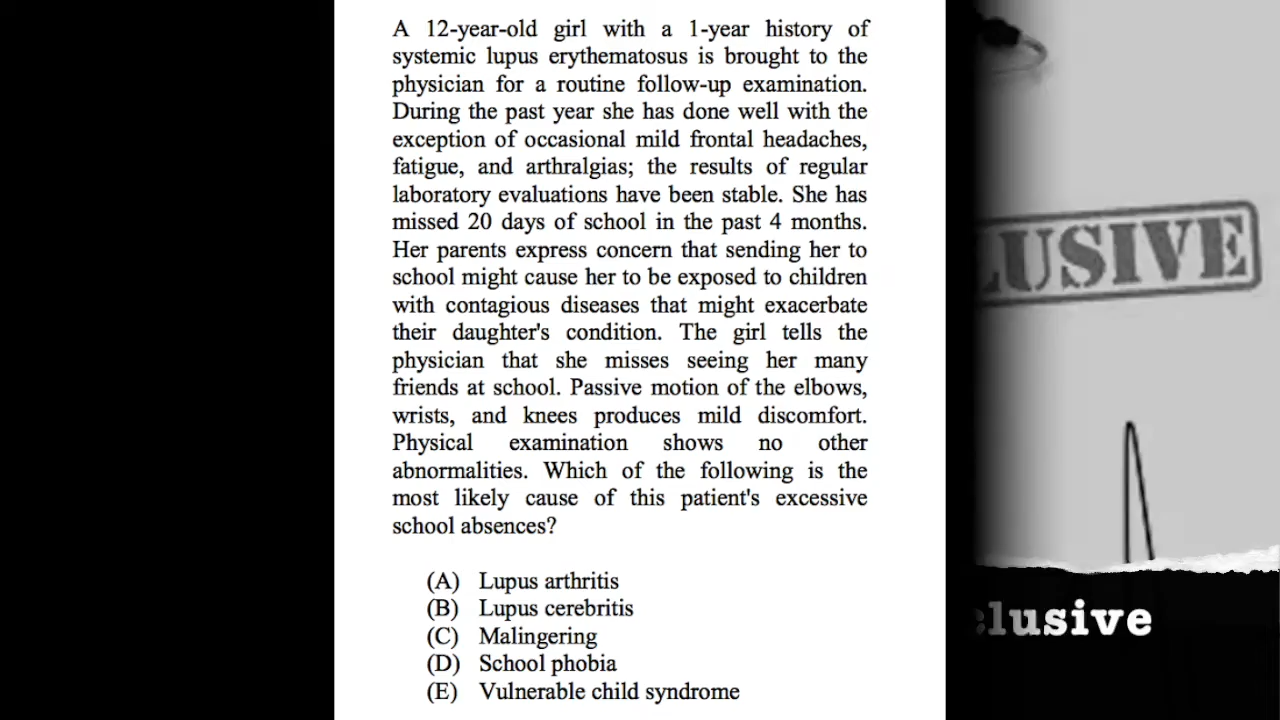 A 12-year-old girl with a 1-year history of
systemic lupus erythematosus is brought to the
physician for a routine follow-up examination.
During the past year she has done well with the
exception of occasional mild frontal headaches,
fatigue, and arthralgias; the results of regular
laboratory evaluations have been stable. She has
missed 20 days of school in the past 4 months.
Her parents express concern that sending her to
school might cause her to be exposed to children
with contagious diseases that might exacerbate
their daughter's condition. The girl tells the
physician that she misses seeing her many
friends at school. Passive motion of the elbows,
wrists, and knees produces mild discomfort.
Physical examination shows no other
abnormalities. Which of the following is the
most likely cause of this patient's excessive
school absences?
(A) Lupus arthritis
(B) Lupus cerebritis
(C) Malingering
(D) School phobia
(E) Vulnerable child syndrome
LUSIVE
clusive